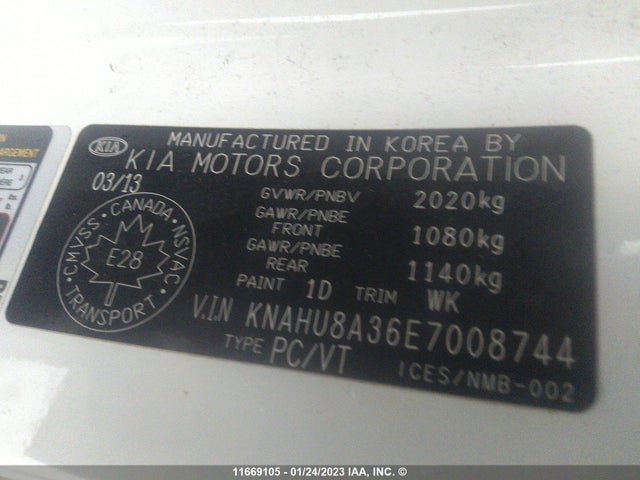 ARGEMENT
REAR
MANUFACTURED IN KOREA BY
KIA KIA MOTORS CORPORATION
03/13
GVWR/PNBV 2020kg
GAWR/PNBE
FRONT 1080kg
GAWR/PNBE
REAR 1140kg
PAINT 1D TRIM WK
CANADA
CMVSS NSVAC
E28
TRANSPORT
V.I.N KNAHU8A36E7008744
TYPE PC/VT
ICES/NMB-002
11669105 - 01/24/2023 IAA, INC. ©